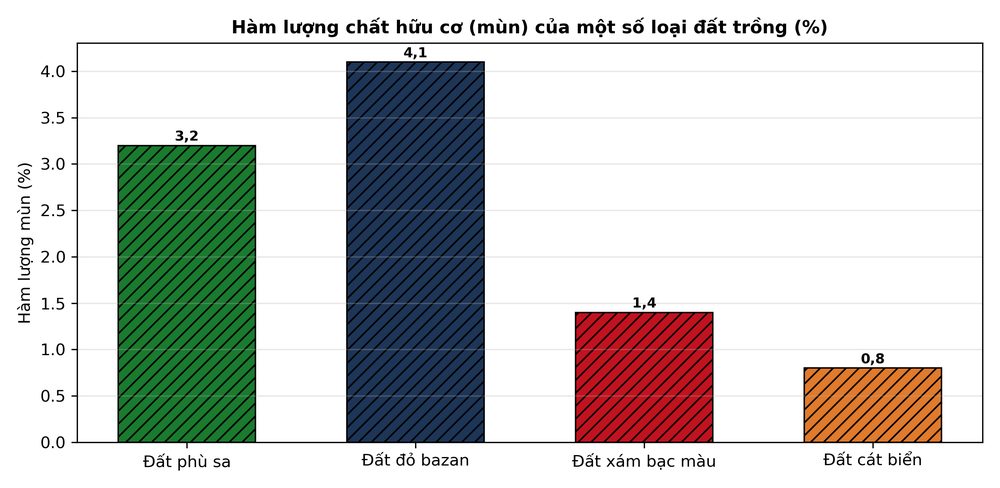 Hàm lượng chất hữu cơ (mùn) của một số loại đất trồng (%)
Hàm lượng mùn (%)
4.0
3.5
3.0
2.5
2.0
1.5
1.0
0.5
0.0
3,2
4,1
1,4
0,8
Đất phù sa
Đất đỏ bazan
Đất xám bạc màu
Đất cát biển